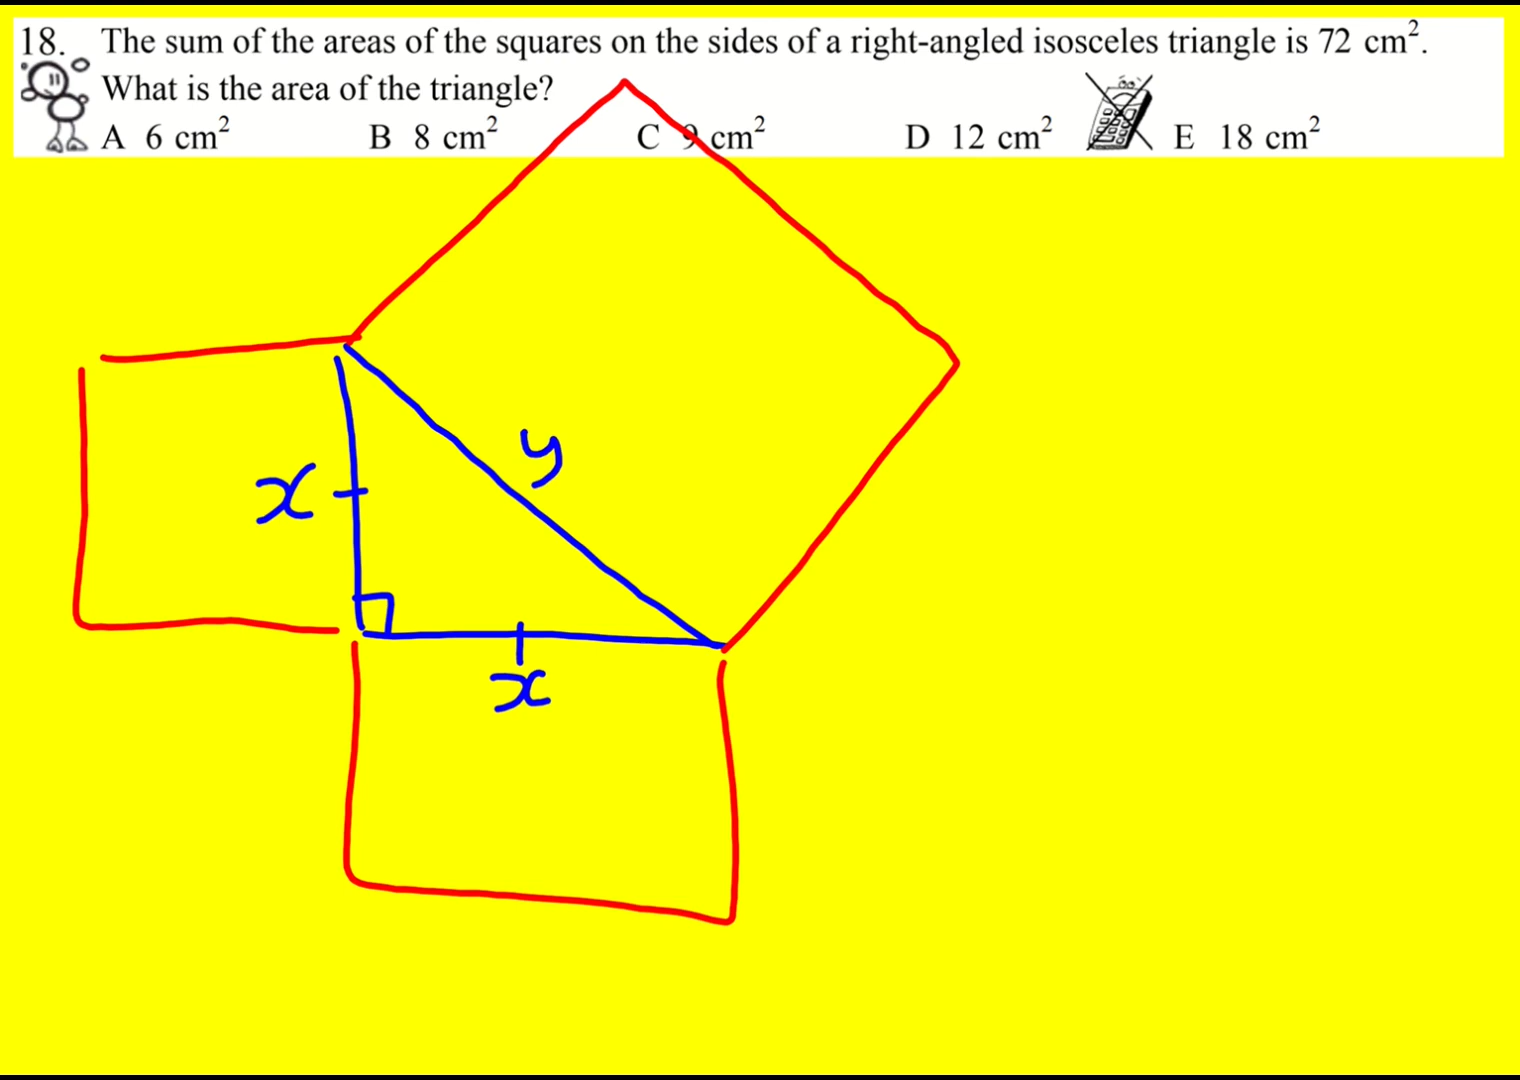 18. The sum of the areas of the squares on the sides of a right-angled isosceles triangle is 72 cm².
What is the area of the triangle?
A 6 cm² B 8 cm² C 9 cm² D 12 cm² E 18 cm²
y
x
x